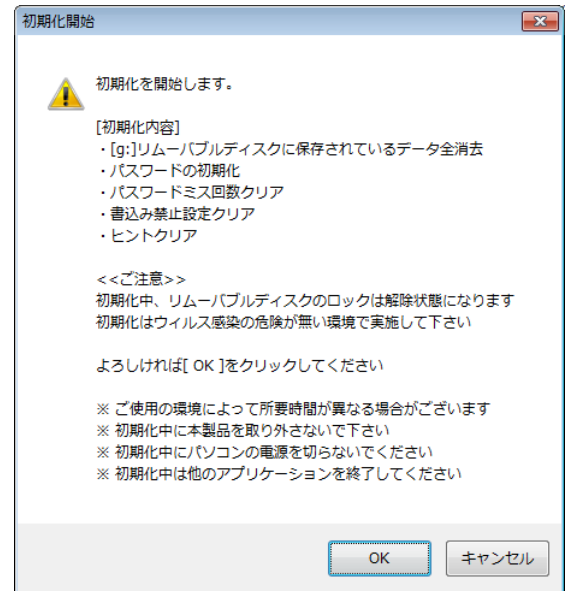 初期化開始
初期化を開始します。
[初期化内容]
・[g:]リムーバブルディスクに保存されているデータ全消去
・パスワードの初期化
・パスワードミス回数クリア
・書込み禁止設定クリア
・ヒントクリア
<<ご注意>>
初期化中、リムーバブルディスクのロックは解除状態になります
初期化はウィルス感染の危険が無い環境で実施して下さい
よろしければ[ OK ]をクリックしてください
※ ご使用の環境によって所要時間が異なる場合がございます
※ 初期化中に本製品を取り外さないで下さい
※ 初期化中にパソコンの電源を切らないでください
※ 初期化中は他のアプリケーションを終了してください
OK
キャンセル